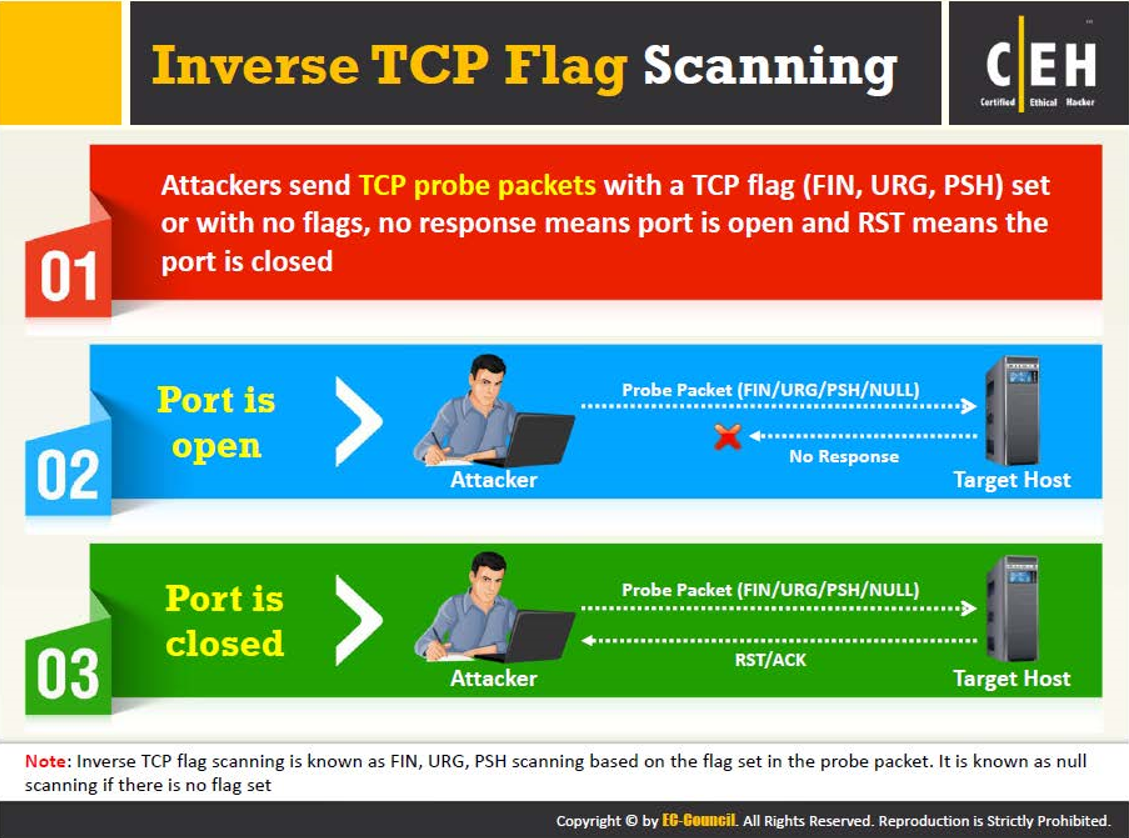 Inverse TCP Flag Scanning
CEH
Certified Ethical Hacker
TM
01
Attackers send TCP probe packets with a TCP flag (FIN, URG, PSH) set
or with no flags, no response means port is open and RST means the
port is closed
02
Port is
open
Attacker
Probe Packet (FIN/URG/PSH/NULL)
No Response
Target Host
03
Port is
closed
Attacker
Probe Packet (FIN/URG/PSH/NULL)
RST/ACK
Target Host
Note: Inverse TCP flag scanning is known as FIN, URG, PSH scanning based on the flag set in the probe packet. It is known as null
scanning if there is no flag set
Copyright © by EC-Council. All Rights Reserved. Reproduction is Strictly Prohibited.